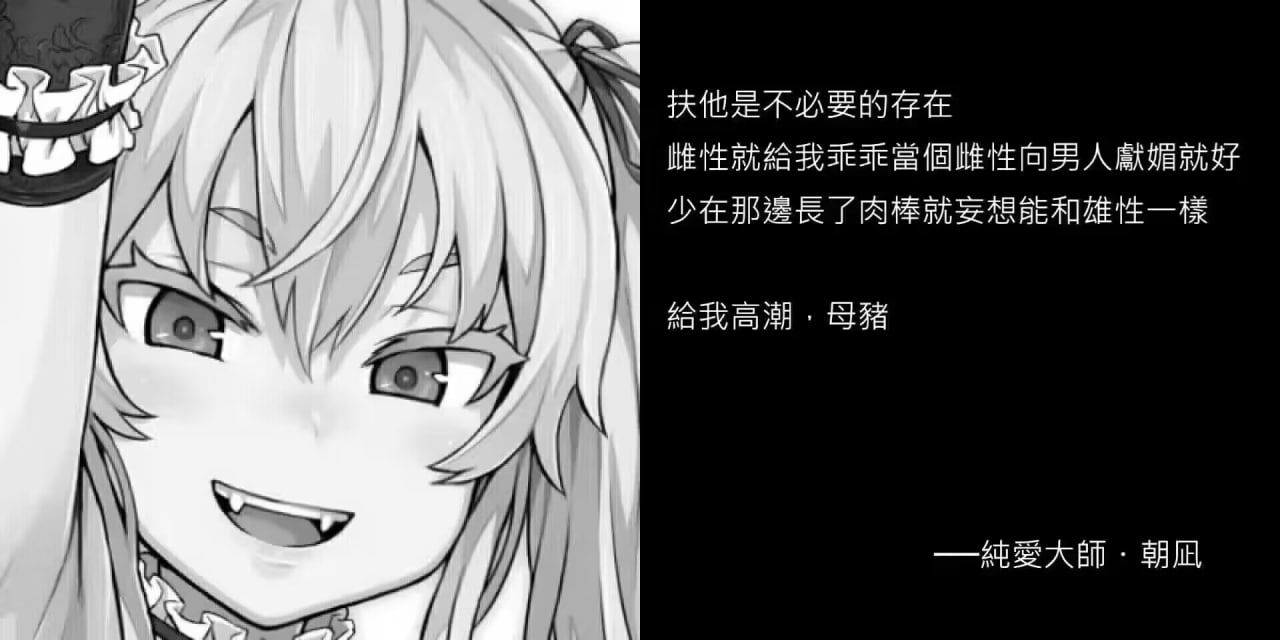 扶他是不必要的存在
雌性就給我乖乖當個雌性向男人獻媚就好
少在那邊長了肉棒就妄想能和雄性一樣
給我高潮，母豬
──純愛大師．朝凪